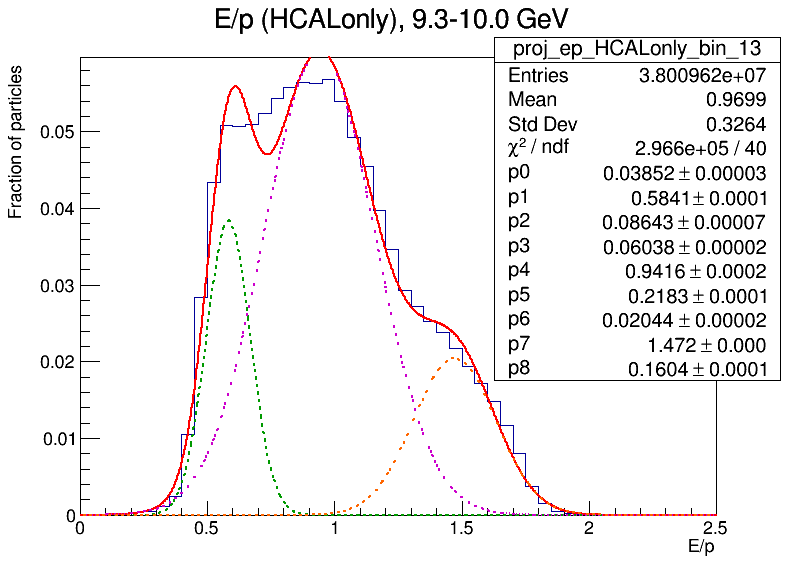 E/p (HCALonly), 9.3-10.0 GeV
proj_ep_HCALonly_bin_13
Entries 3.800962e+07
Mean 0.9699
Std Dev 0.3264
χ² / ndf 2.966e+05 / 40
p0 0.03852 ± 0.00003
p1 0.5841 ± 0.0001
p2 0.08643 ± 0.00007
p3 0.06038 ± 0.00002
p4 0.9416 ± 0.0002
p5 0.2183 ± 0.0001
p6 0.02044 ± 0.00002
p7 1.472 ± 0.000
p8 0.1604 ± 0.0001
Fraction of particles
0.05
0.04
0.03
0.02
0.01
0
0 0.5 1 1.5 2 2.5
E/p